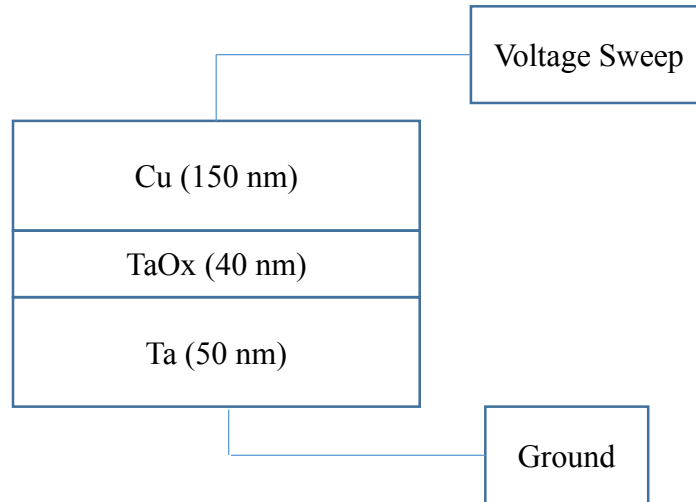 Voltage Sweep
Cu (150 nm)
TaOx (40 nm)
Ta (50 nm)
Ground